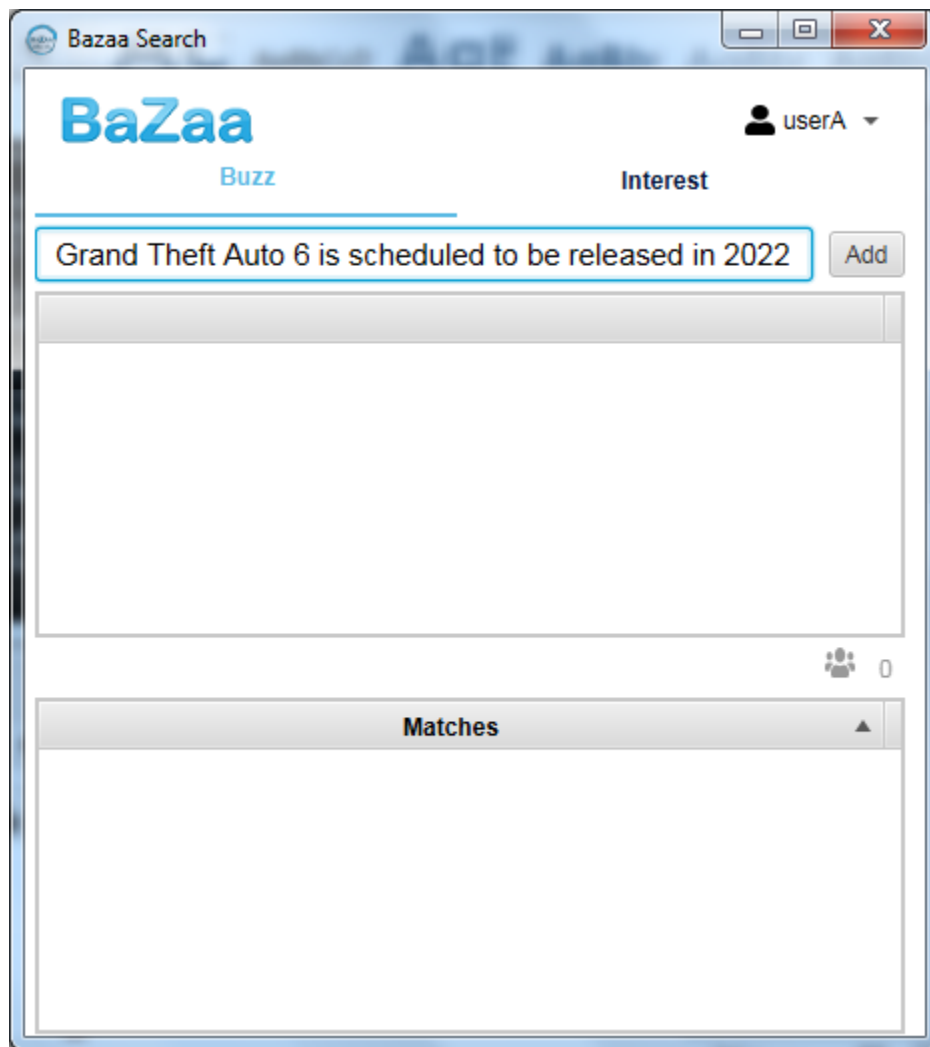 Bazaa Search
BaZaa
userA
Buzz
Interest
Grand Theft Auto 6 is scheduled to be released in 2022
Add
0
Matches